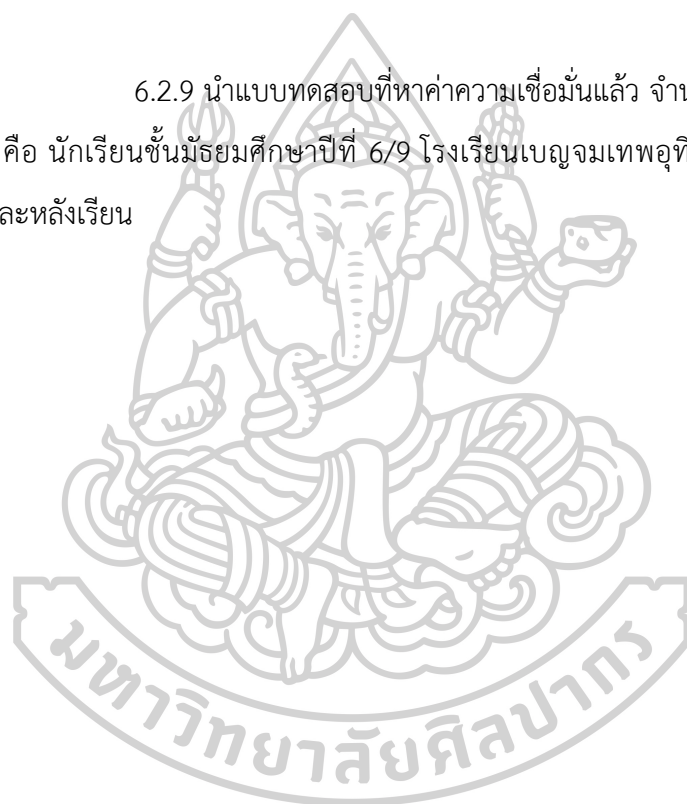 6.2.9 นำแบบทดสอบที่หาค่าความเชื่อมั่นแล้ว
คือ นักเรียนชั้นมัธยมศึกษาปีที่ 6/9 โรงเรียนเบญจมเทพอุทิ
ละหลังเรียน
มหาวิทยาลัยศิลปากร